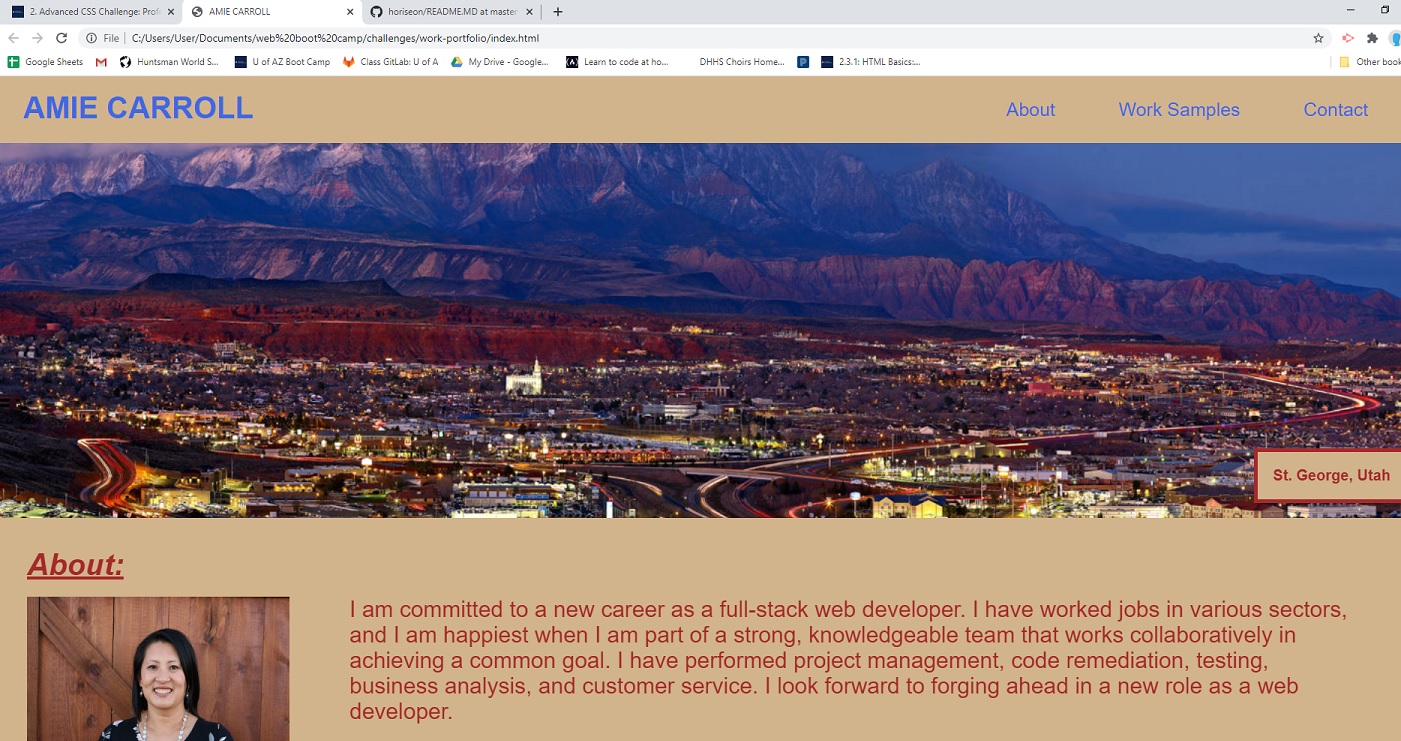 2. Advanced CSS Challenge: Profe
AMIE CARROLL
horiseon/README.MD at master
File | C:/Users/User/Documents/web%20boot%20camp/challenges/work-portfolio/index.html
Google Sheets
Huntsman World S...
U of AZ Boot Camp
Class GitLab: U of A
My Drive - Google...
Learn to code at ho...
DHHS Choirs Home...
2.3.1: HTML Basics:...
Other book
AMIE CARROLL
About
Work Samples
Contact
St. George, Utah
About:
I am committed to a new career as a full-stack web developer. I have worked jobs in various sectors,
and I am happiest when I am part of a strong, knowledgeable team that works collaboratively in
achieving a common goal. I have performed project management, code remediation, testing,
business analysis, and customer service. I look forward to forging ahead in a new role as a web
developer.